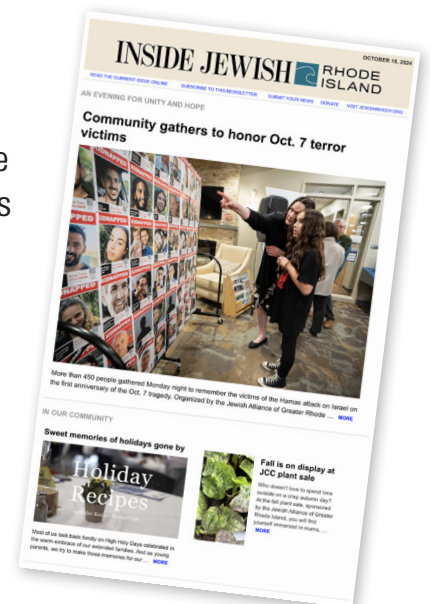 e
s
OCTOBER 18, 2024
INSIDE JEWISH RHODE ISLAND
READ THE CURRENT ISSUE ONLINE SUBSCRIBE TO THIS NEWSLETTER SUBMIT YOUR NEWS DONATE VISIT JEWISHRHODY.ORG
AN EVENING FOR UNITY AND HOPE
Community gathers to honor Oct. 7 terror
victims
KIDNAPPED
More than 450 people gathered Monday night to remember the victims of the Hamas attack on Israel on
the first anniversary of the Oct. 7 tragedy. Organized by the Jewish Alliance of Greater Rhode ... MORE
IN OUR COMMUNITY
Sweet memories of holidays gone by
Holiday
Recipes
Most of us look back fondly on High Holy Days celebrated in
the warm embrace of our extended families. And as young
parents, we try to make those memories for our ... MORE
Fall is on display at
JCC plant sale
Who doesn't love to spend time
outside on a crisp autumn day?
At the fall plant sale, sponsored
by the Jewish Alliance of Greater
Rhode Island, you will find
yourself immersed in mums, ...
MORE